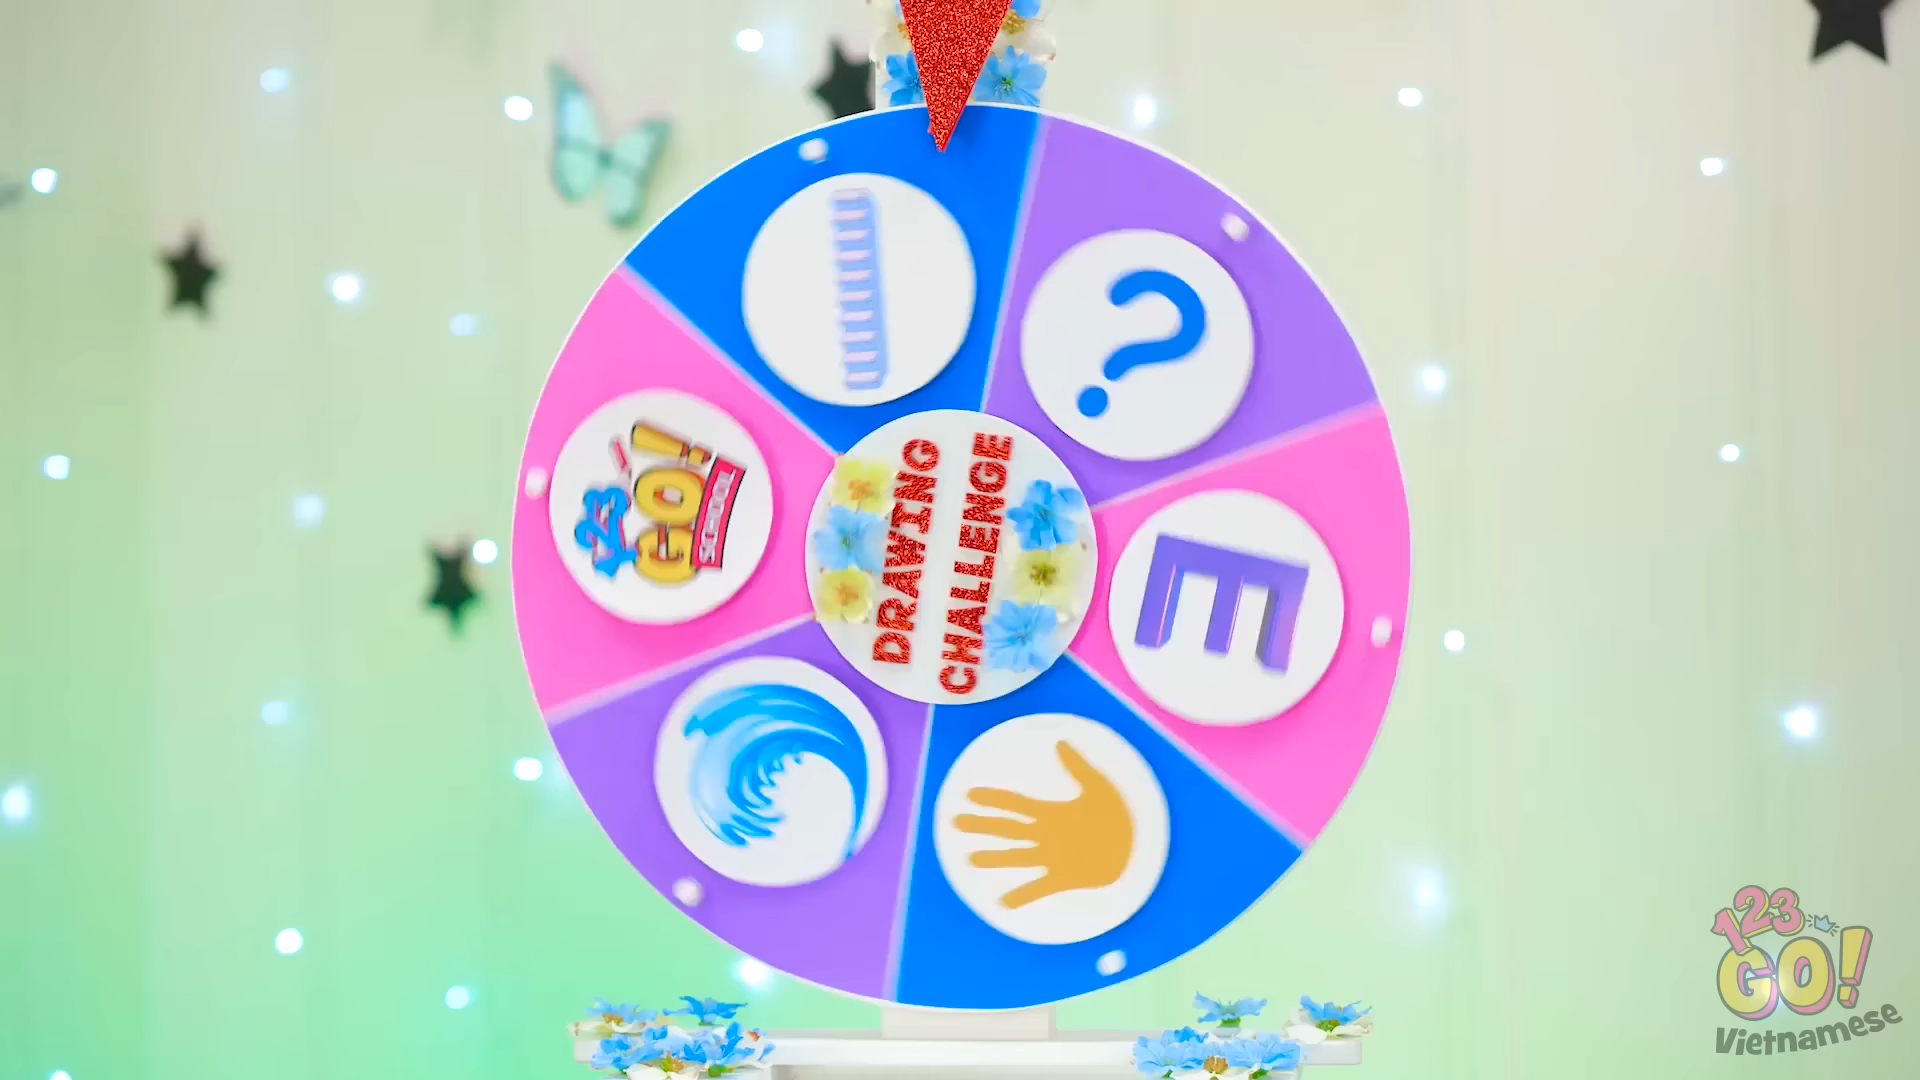 ?
123
GO!
SCHOOL
DRAWING
CHALLENGE
E
123
GO!
Vietnamese